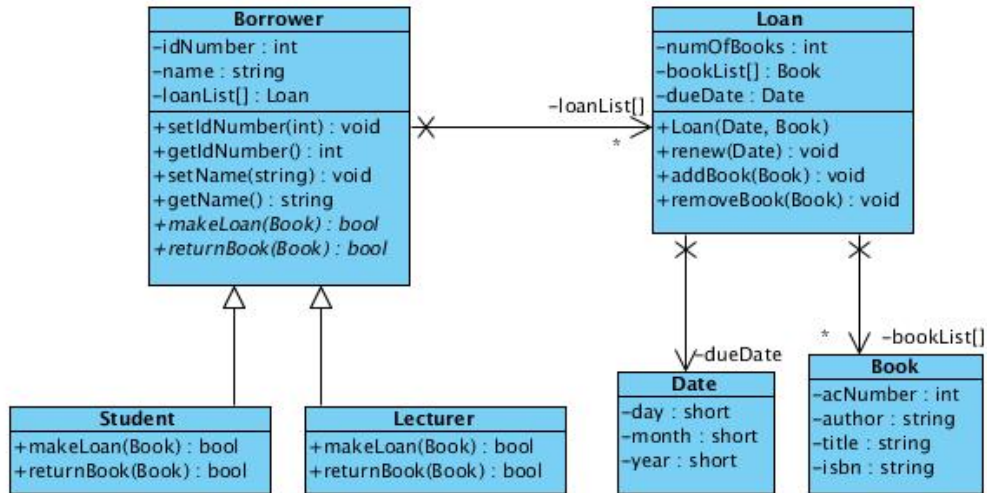 Borrower
-idNumber : int
-name : string
-loanList[] : Loan
+setIdNumber(int) : void
+getIdNumber() : int
+setName(string) : void
+getName() : string
+makeLoan(Book) : bool
+returnBook(Book) : bool
-loanList[]
*
Loan
-numOfBooks : int
-bookList[] : Book
-dueDate : Date
+Loan(Date, Book)
+renew(Date) : void
+addBook(Book) : void
+removeBook(Book) : void
-dueDate
* -bookList[]
Student
+makeLoan(Book) : bool
+returnBook(Book) : bool
Lecturer
+makeLoan(Book) : bool
+returnBook(Book) : bool
Date
-day : short
-month : short
-year : short
Book
-acNumber : int
-author : string
-title : string
-isbn : string